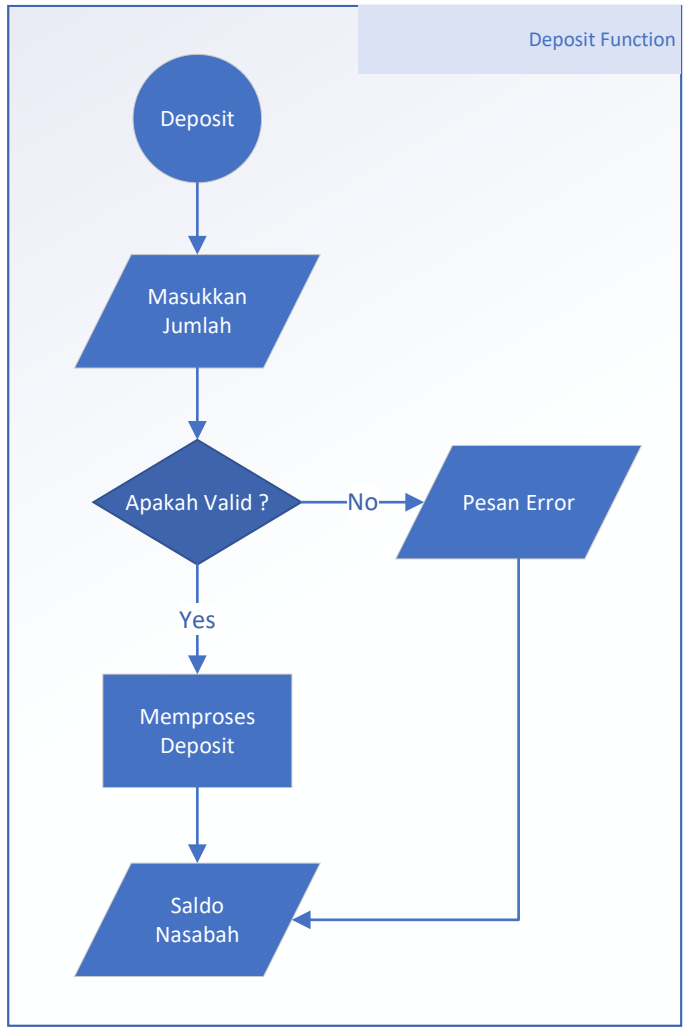 Deposit Function
Deposit
Masukkan
Jumlah
Apakah Valid ?
No
Pesan Error
Yes
Memproses
Deposit
Saldo
Nasabah